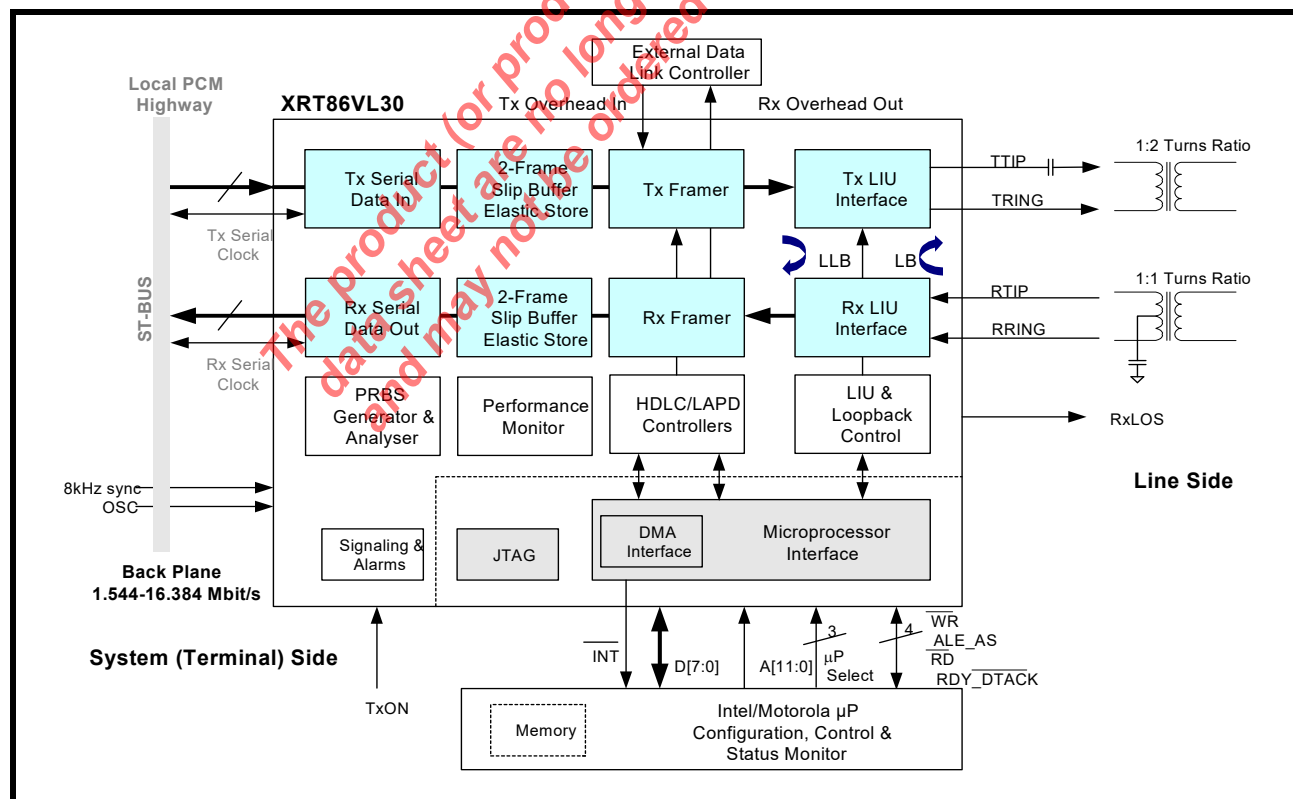 The product (or prod
data sheet are no long
and may not be ordered
External Data
Link Controller
Local PCM
Highway
XRT86VL30
Tx Overhead In
Rx Overhead Out
ST-BUS
Tx Serial
Data In
2-Frame
Slip Buffer
Elastic Store
Tx Framer
Tx LIU
Interface
TTIP
TRING
1:2 Turns Ratio
Tx Serial
Clock
LLB
LB
Rx Serial
Data Out
2-Frame
Slip Buffer
Elastic Store
Rx Framer
Rx LIU
Interface
RTIP
RRING
1:1 Turns Ratio
Rx Serial
Clock
PRBS
Generator &
Analyser
Performance
Monitor
HDLC/LAPD
Controllers
LIU &
Loopback
Control
RxLOS
Line Side
8kHz sync
OSC
Signaling &
Alarms
JTAG
DMA
Interface
Microprocessor
Interface
Back Plane
1.544-16.384 Mbit/s
System (Terminal) Side
TxON
INT
D[7:0]
A[11:0]
3
μP
Select
4
WR
ALE_AS
RD
RDY_DTACK
Memory
Intel/Motorola µP
Configuration, Control &
Status Monitor